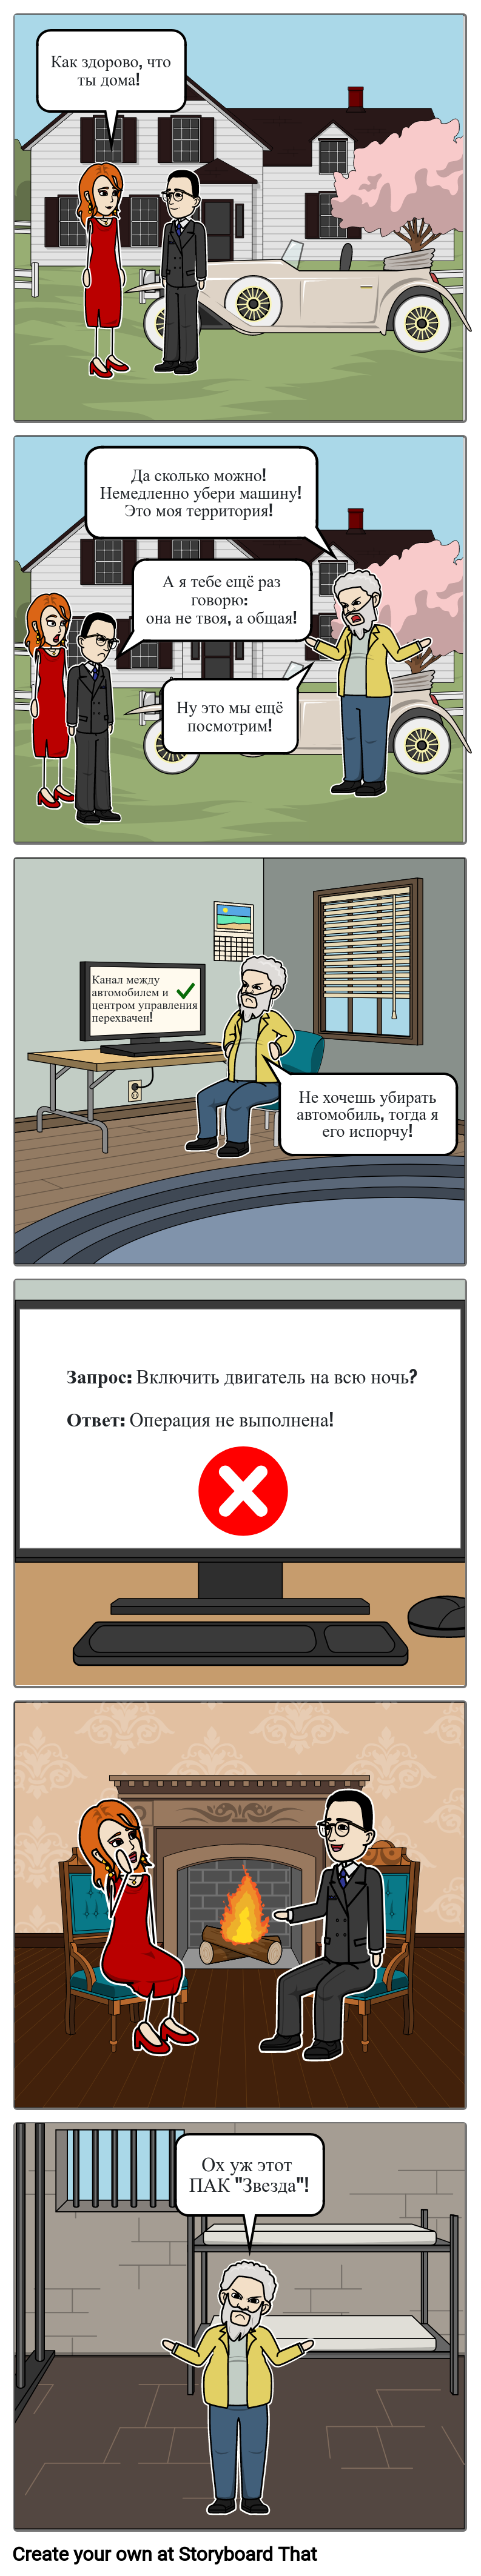 Как здорово, что
ты дома!
Да сколько можно!
Немедленно убери машину!
Это моя территория!
А я тебе ещё раз
говорю:
она не твоя, а общая!
Ну это мы ещё
посмотрим!
Канал между
автомобилем и
центром управления
перехвачен!
Не хочешь убирать
автомобиль, тогда я
его испорчу!
Запрос: Включить двигатель на всю ночь?
Ответ: Операция не выполнена!
Ох уж этот
ПАК "Звезда"!
Create your own at Storyboard That